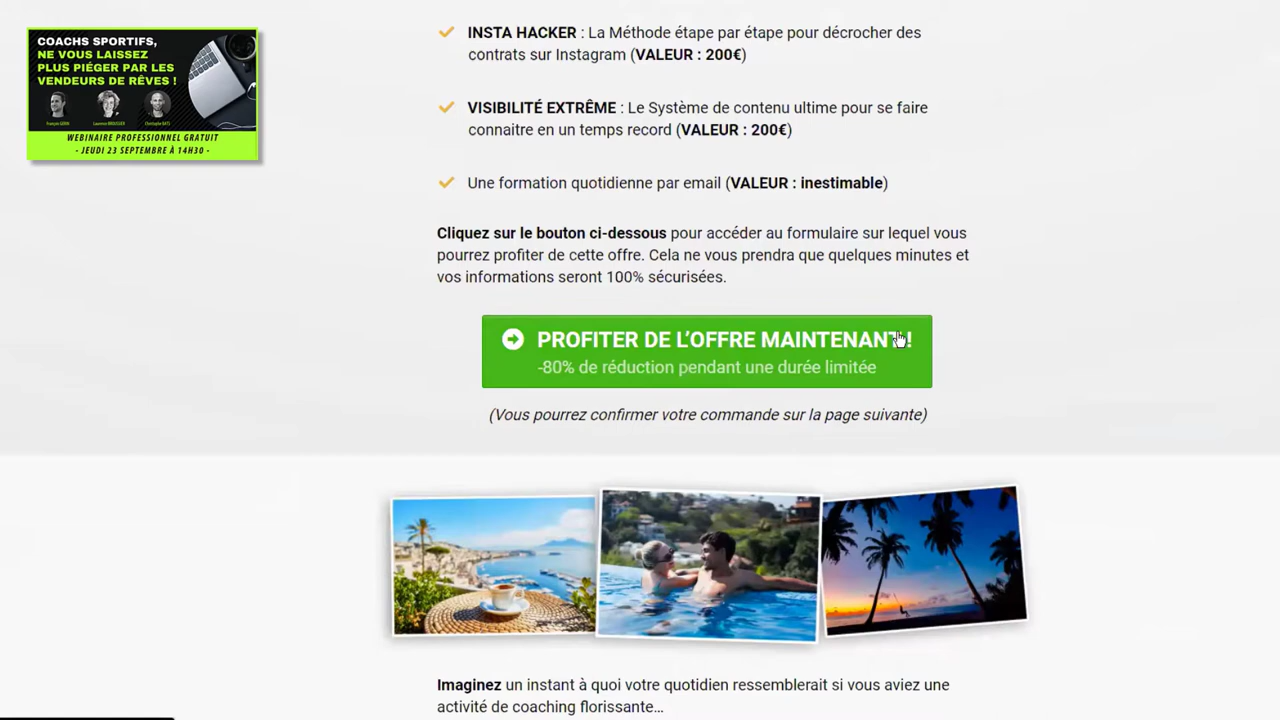 COACHS SPORTIFS,
NE VOUS LAISSEZ
PLUS PIÉGER PAR LES
VENDEURS DE RÊVES !
WEBINAIRE PROFESSIONNEL GRATUIT
- JEUDI 23 SEPTEMBRE À 14H30 -
INSTA HACKER : La Méthode étape par étape pour décrocher des
contrats sur Instagram (VALEUR : 200€)
VISIBILITÉ EXTRÊME : Le Système de contenu ultime pour se faire
connaitre en un temps record (VALEUR : 200€)
Une formation quotidienne par email (VALEUR : inestimable)
Cliquez sur le bouton ci-dessous pour accéder au formulaire sur lequel vous
pourrez profiter de cette offre. Cela ne vous prendra que quelques minutes et
vos informations seront 100% sécurisées.
PROFITER DE L'OFFRE MAINTENANT !
-80% de réduction pendant une durée limitée
(Vous pourrez confirmer votre commande sur la page suivante)
Imaginez un instant à quoi votre quotidien ressemblerait si vous aviez une
activité de coaching florissante…